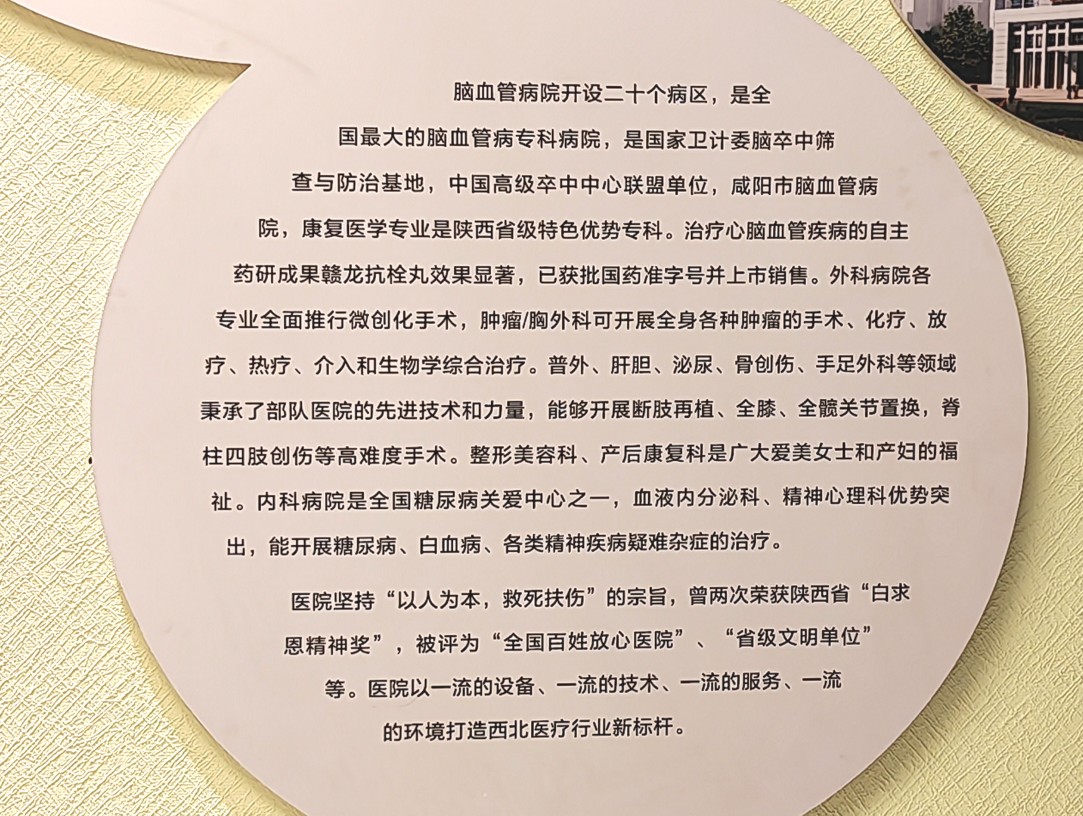 脑血管病院开设二十个病区，是全
国最大的脑血管病专科病院，是国家卫计委脑卒中筛
查与防治基地，中国高级卒中中心联盟单位，咸阳市脑血管病
院，康复医学专业是陕西省级特色优势专科。治疗心脑血管疾病的自主
药研成果赣龙抗栓丸效果显著，已获批国药准字号并上市销售。外科病院各
专业全面推行微创化手术，肿瘤/胸外科可开展全身各种肿瘤的手术、化疗、放
疗、热疗、介入和生物学综合治疗。普外、肝胆、泌尿、骨创伤、手足外科等领域
秉承了部队医院的先进技术和力量，能够开展断肢再植、全膝、全髋关节置换，脊
柱四肢创伤等高难度手术。整形美容科、产后康复科是广大爱美女士和产妇的福
祉。内科病院是全国糖尿病关爱中心之一，血液内分泌科、精神心理科优势突
出，能开展糖尿病、白血病、各类精神疾病疑难杂症的治疗。
医院坚持“以人为本，救死扶伤”的宗旨，曾两次荣获陕西省“白求
恩精神奖”，被评为“全国百姓放心医院”、“省级文明单位”
等。医院以一流的设备、一流的技术、一流的服务、一流
的环境打造西北医疗行业新标杆。